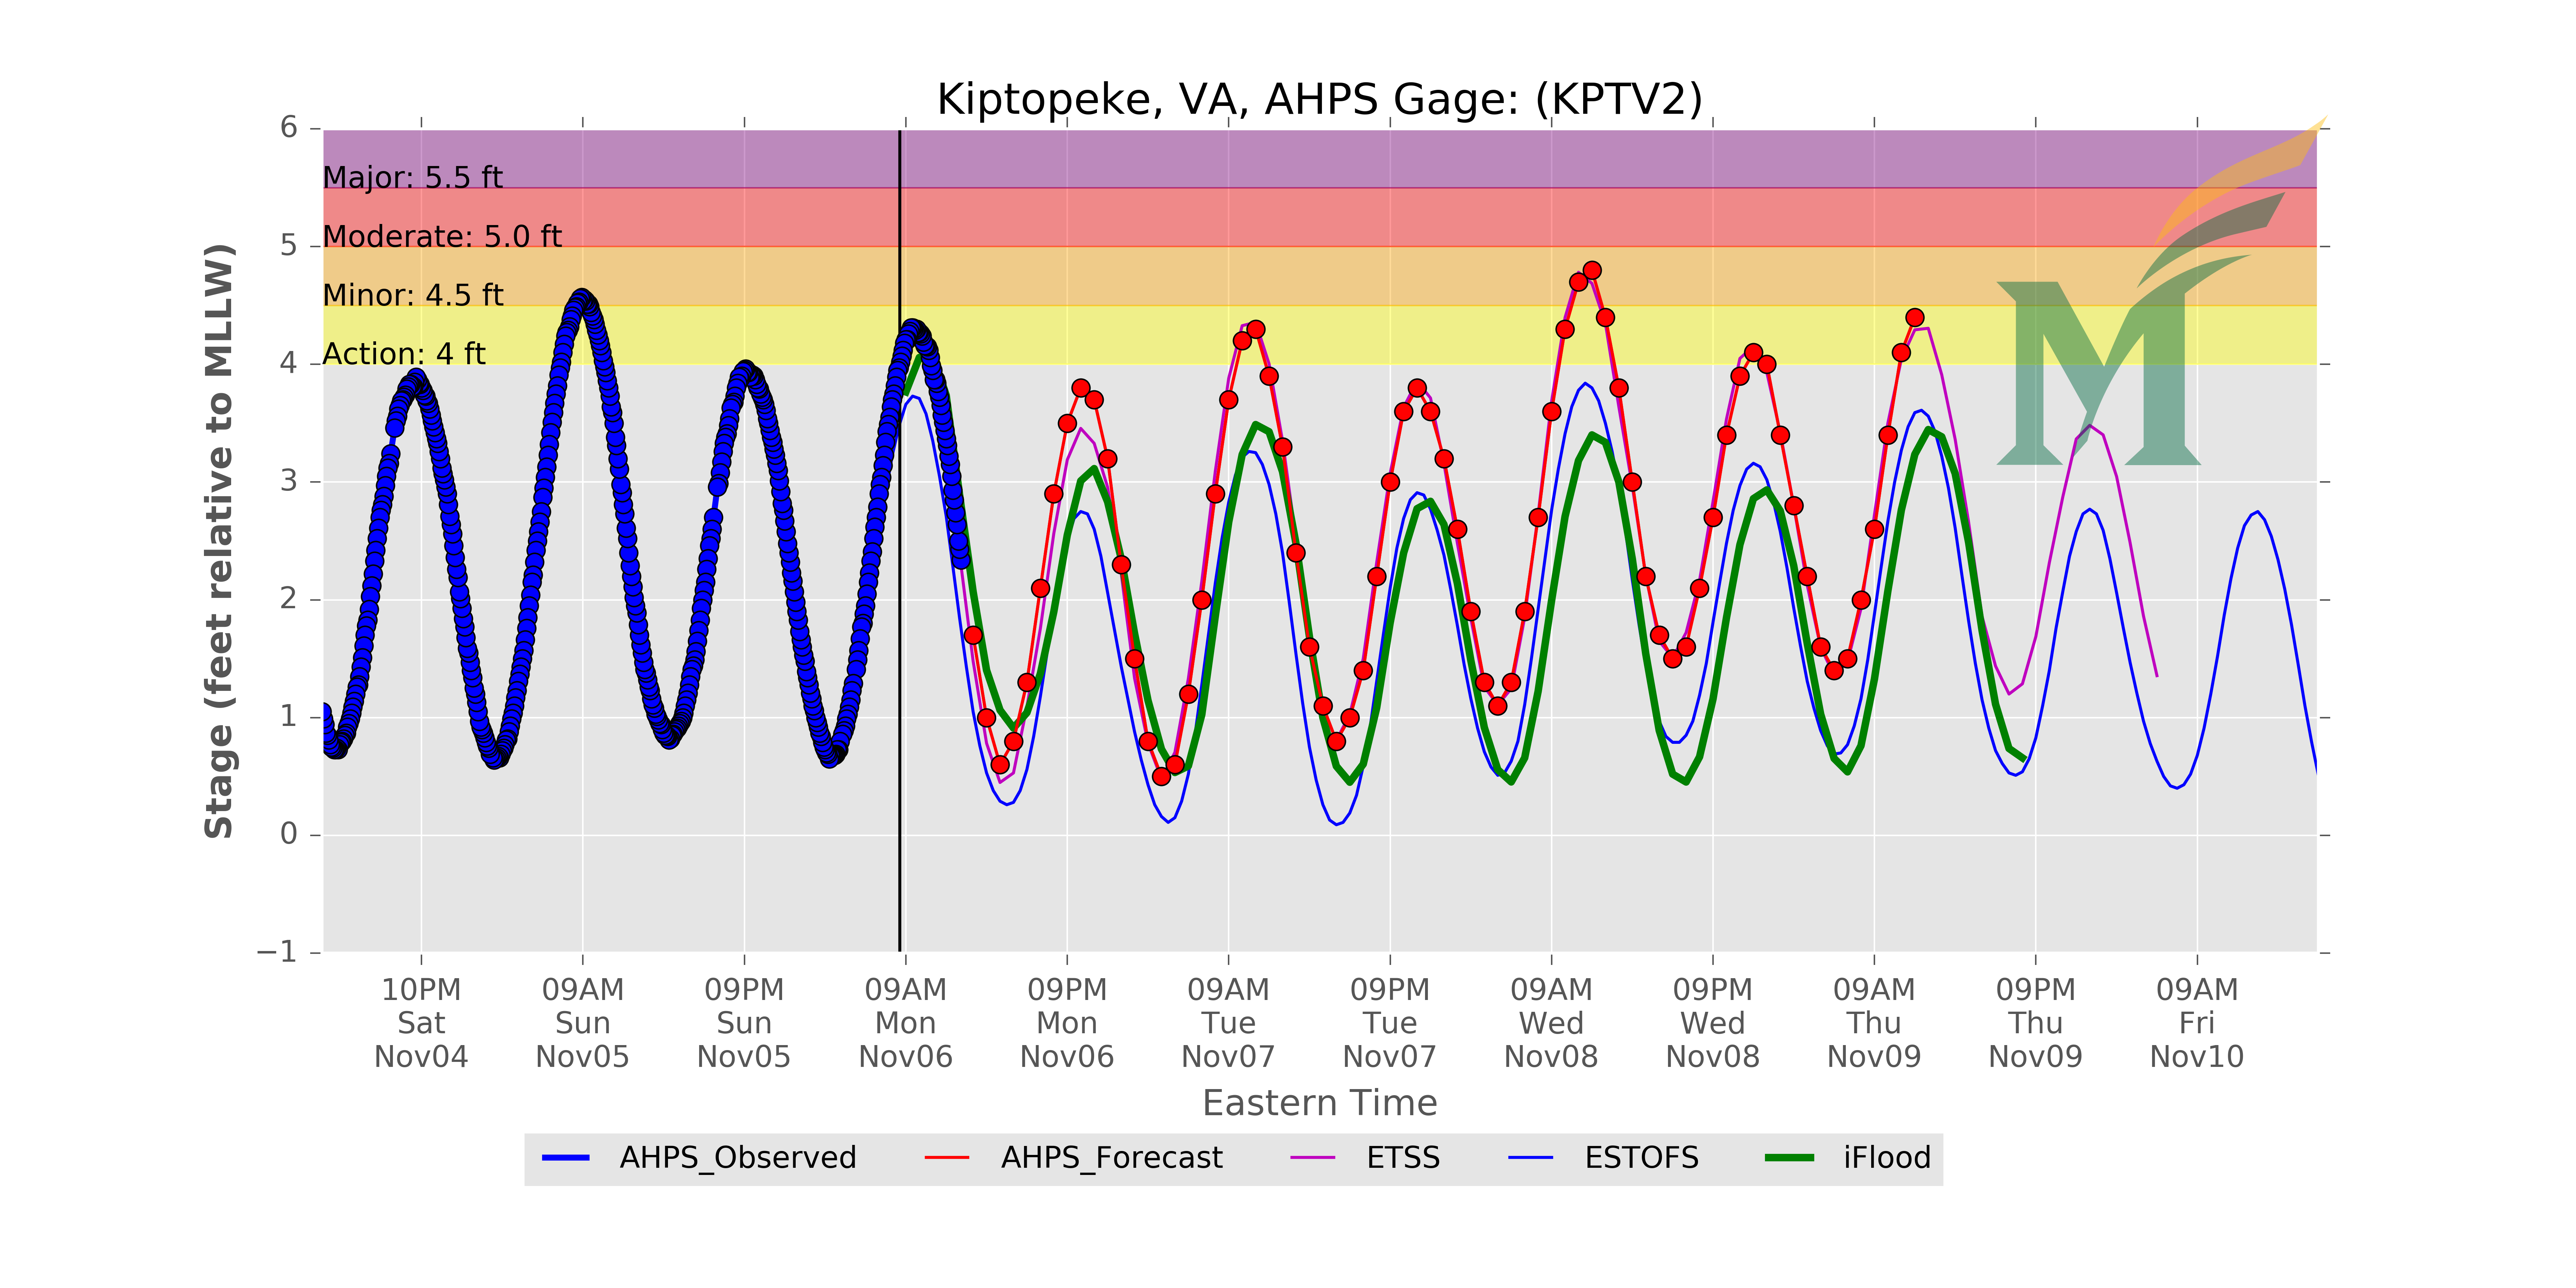 Kiptopeke, VA, AHPS Gage: (KPTV2)
6
5
4
3
2
1
0
−1
Stage (feet relative to MLLW)
Major: 5.5 ft
Moderate: 5.0 ft
Minor: 4.5 ft
Action: 4 ft
M
10PM
Sat
Nov04
09AM
Sun
Nov05
09PM
Sun
Nov05
09AM
Mon
Nov06
09PM
Mon
Nov06
09AM
Tue
Nov07
09PM
Tue
Nov07
09AM
Wed
Nov08
09PM
Wed
Nov08
09AM
Thu
Nov09
09PM
Thu
Nov09
09AM
Fri
Nov10
Eastern Time
AHPS_Observed
AHPS_Forecast
ETSS
ESTOFS
iFlood